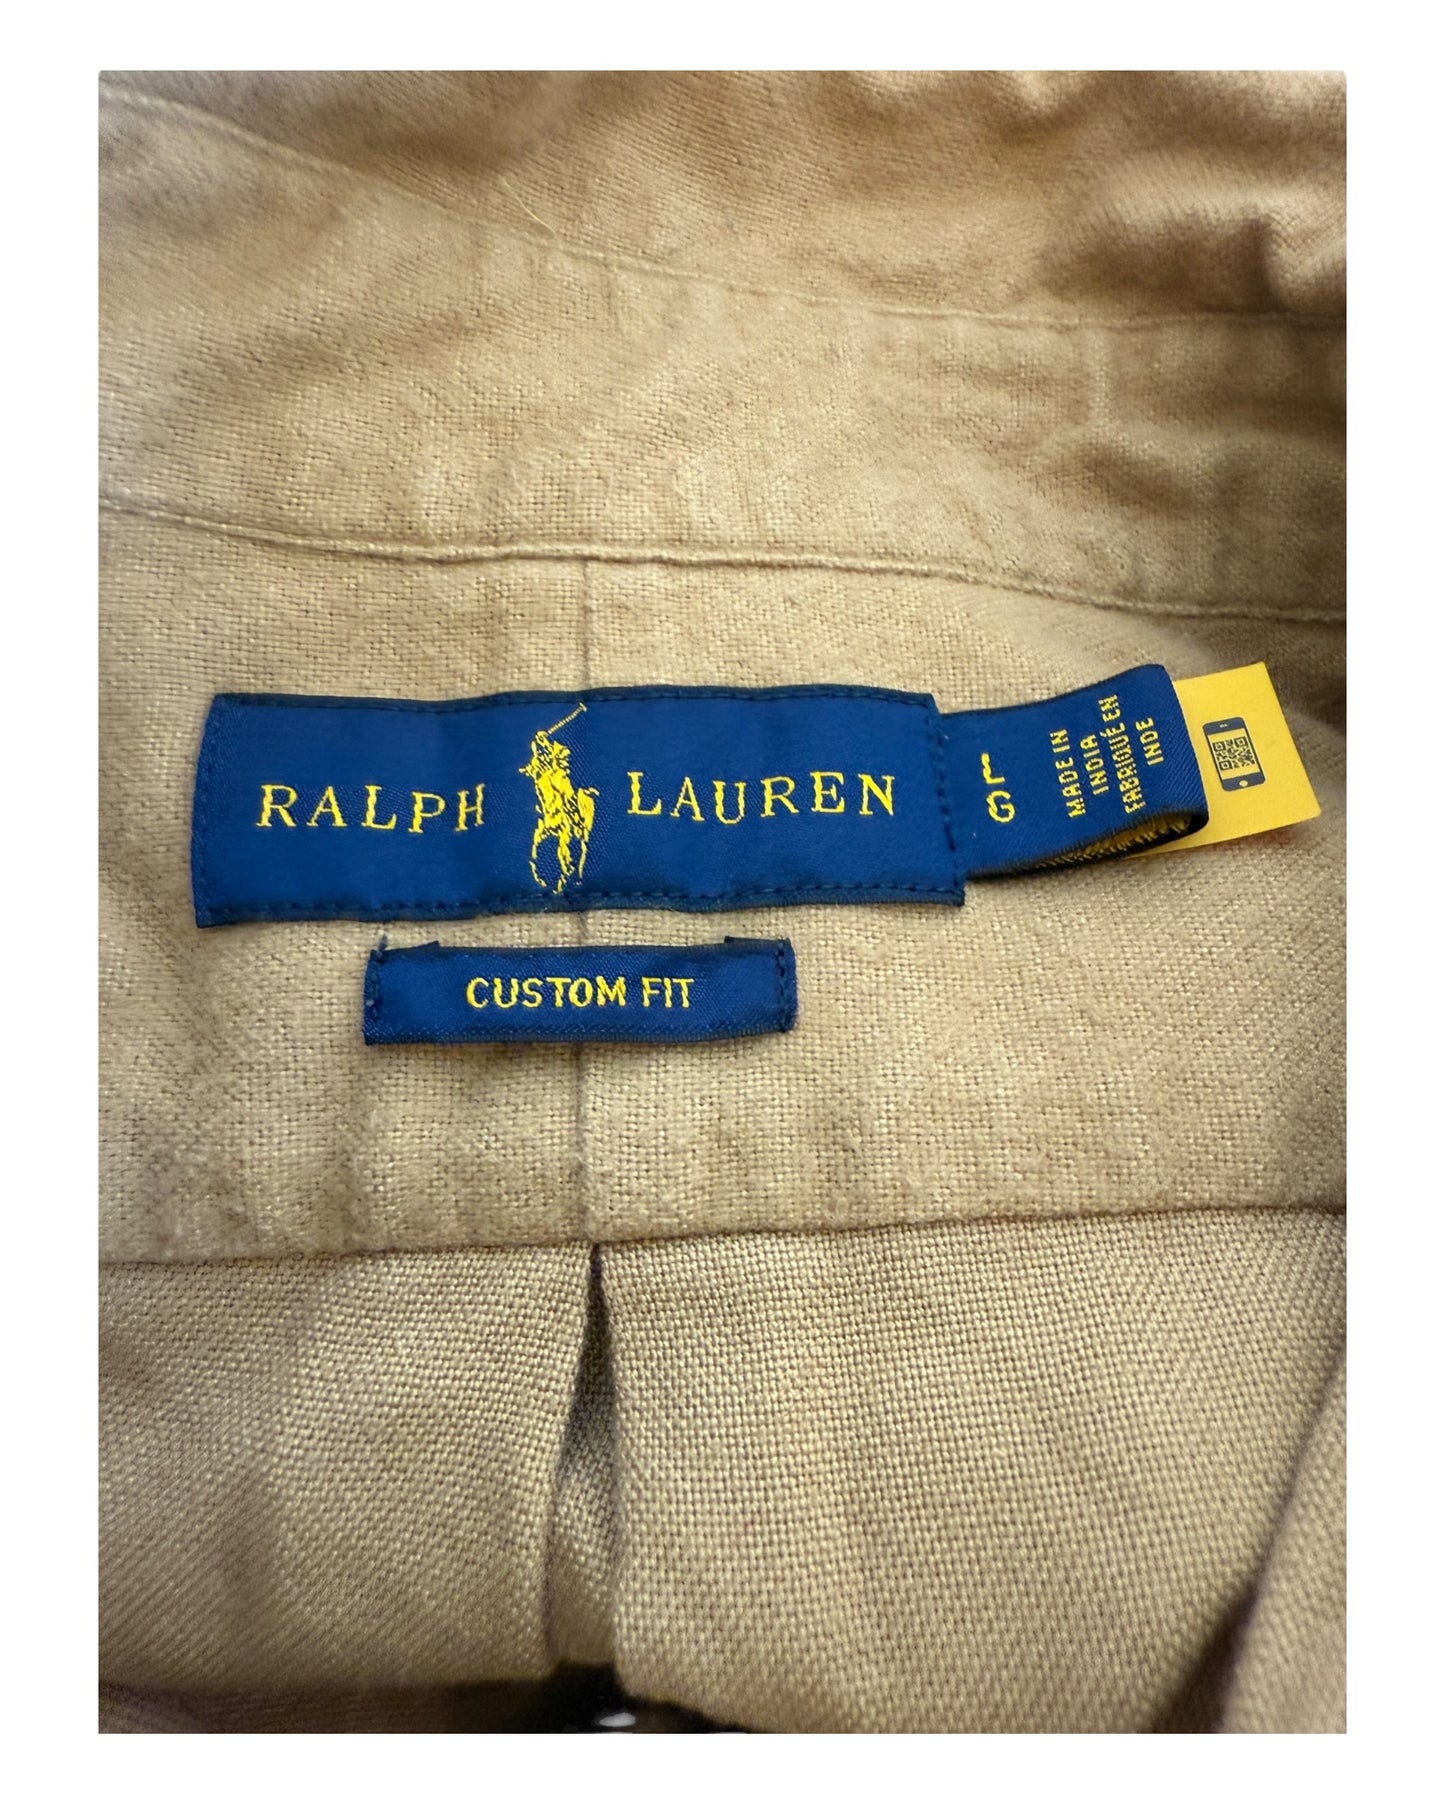 RALPH LAUREN
L
G
MADE IN
INDIA
FABRIQUÉ EN
INDE
CUSTOM FIT